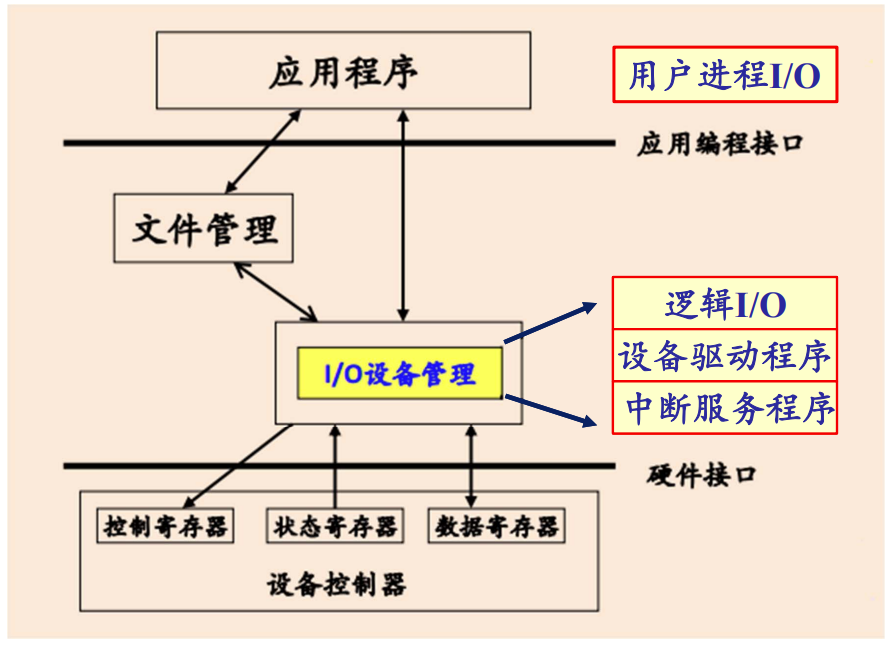 应用程序
用户进程I/O
应用编程接口
文件管理
逻辑I/O
设备驱动程序
I/O设备管理
中断服务程序
硬件接口
控制寄存器
状态寄存器
数据寄存器
设备控制器